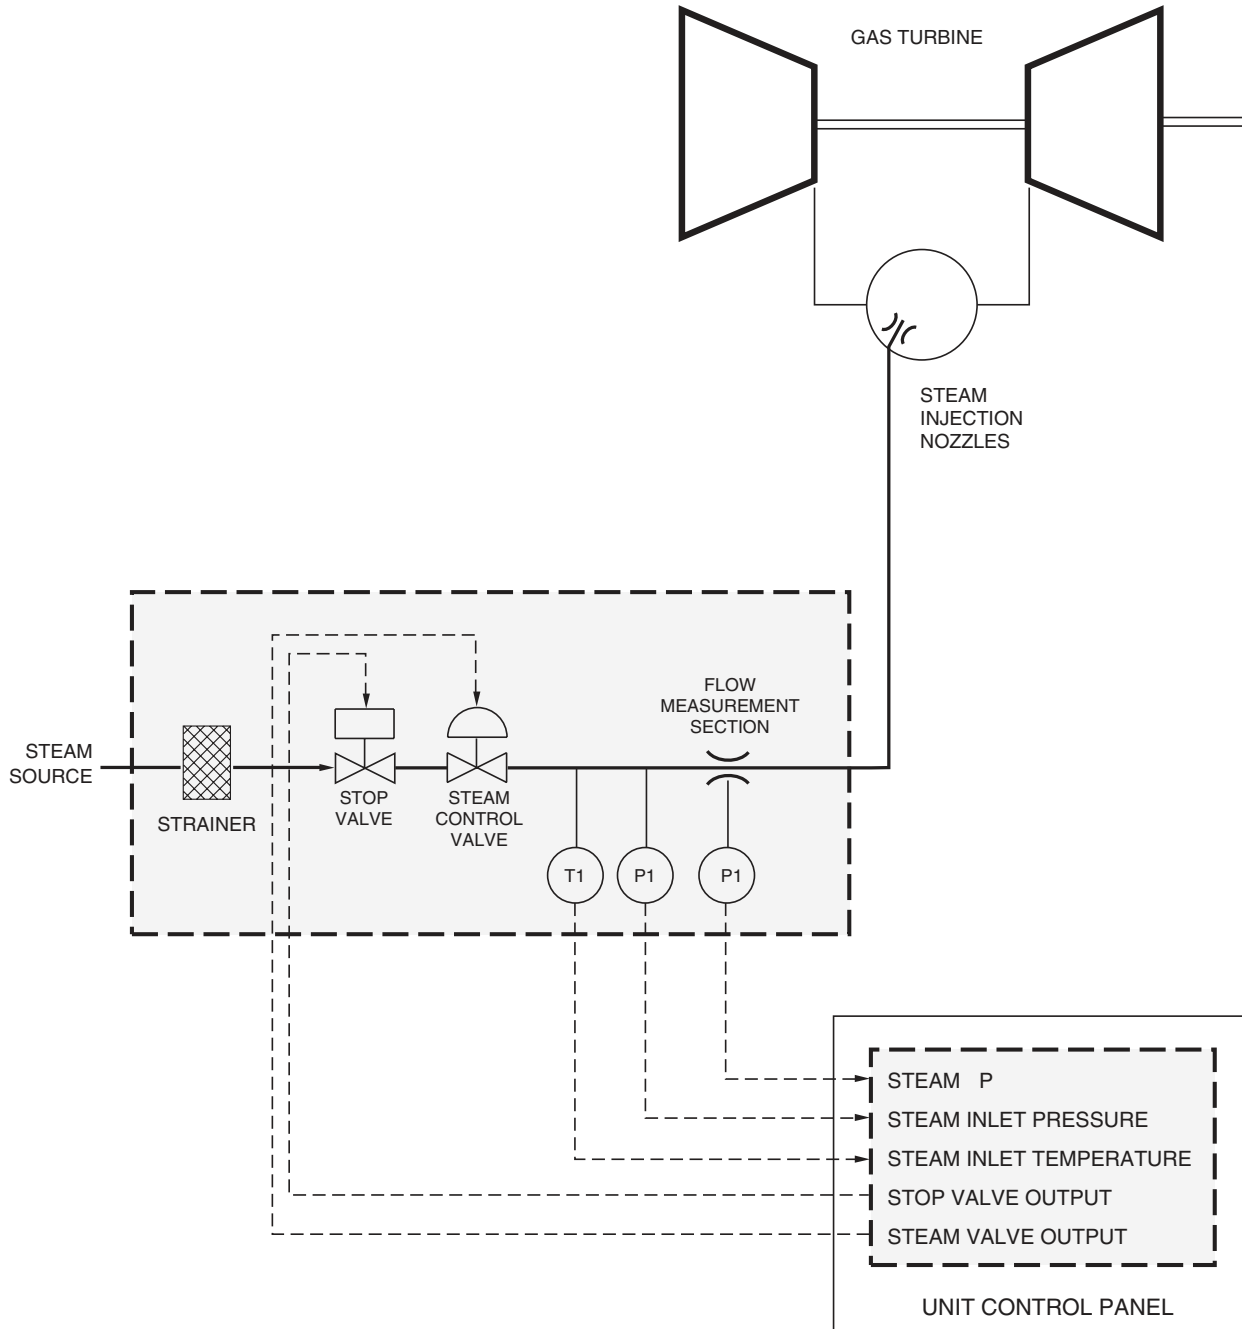 GAS TURBINE
STEAM
INJECTION
NOZZLES
FLOW
MEASUREMENT
SECTION
STEAM
SOURCE
STRAINER
STOP
VALVE
STEAM
CONTROL
VALVE
T1
P1
P1
STEAM P
STEAM INLET PRESSURE
STEAM INLET TEMPERATURE
STOP VALVE OUTPUT
STEAM VALVE OUTPUT
UNIT CONTROL PANEL